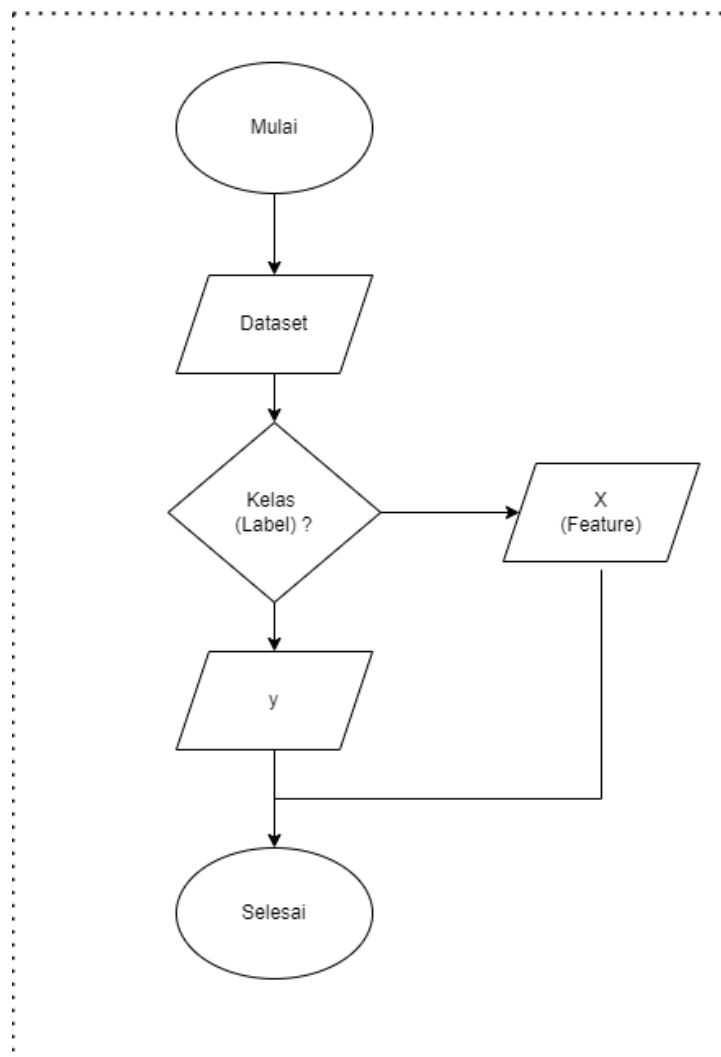 Mulai
Dataset
Kelas
(Label) ?
X
(Feature)
y
Selesai